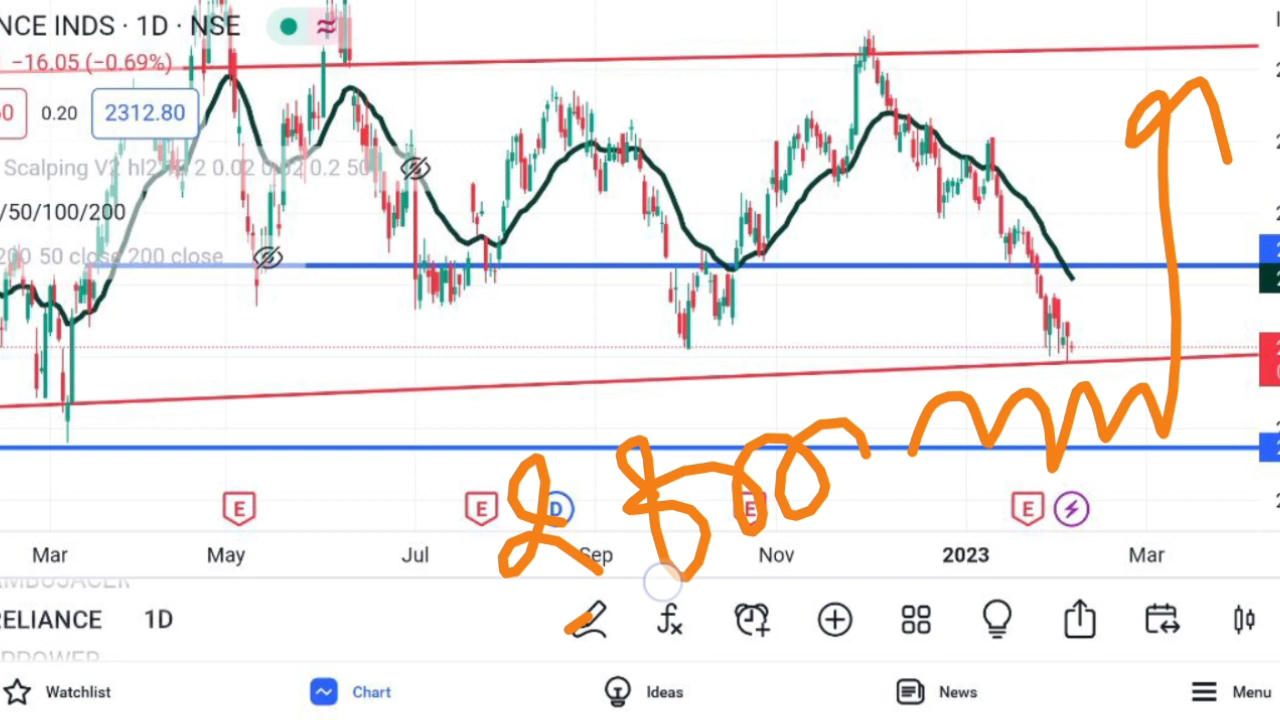 NCE INDS · 1D · NSE
−16.05 (−0.69%)
0.20 2312.80
Scalping V2 hl2
/50/100/200
200 50 close 200 close
E E D E E
2800
Mar May Jul Sep Nov 2023 Mar
AMBUJACEM
RELIANCE 1D
RPOWER
Watchlist Chart Ideas News Menu